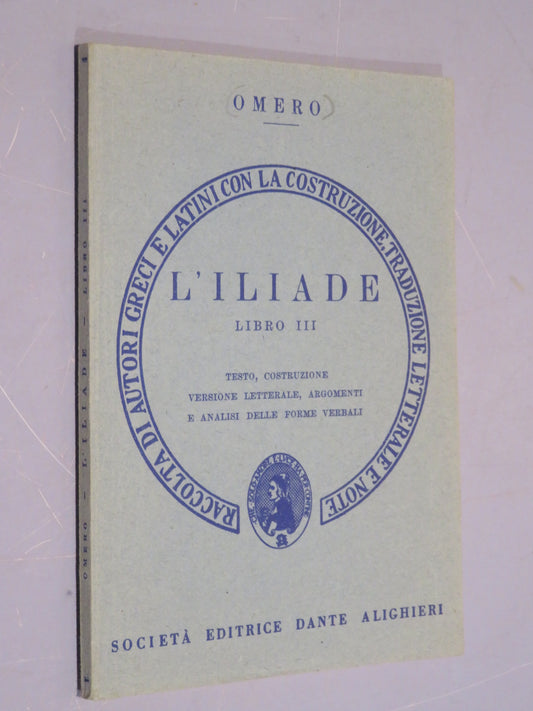 OMERO
RACCOLTA DI AUTORI GRECI E LATINI CON LA COSTRUZIONE, TRADUZIONE LETTERALE E NOTE
L'ILIADE
LIBRO III
TESTO, COSTRUZIONE
VERSIONE LETTERALE, ARGOMENTI
E ANALISI DELLE FORME VERBALI
SOCIETÀ EDITRICE DANTE ALIGHIERI
OMERO — L'ILIADE — LIBRO III